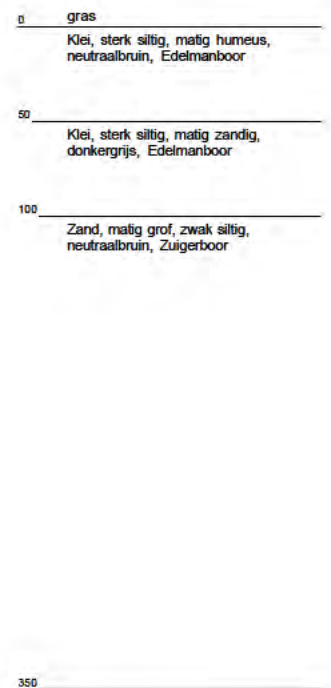 0 gras
Klei, sterk siltig, matig humeus,
neutraalbruin, Edelmanboor
50
Klei, sterk siltig, matig zandig,
donkergrijs, Edelmanboor
100
Zand, matig grof, zwak siltig,
neutraalbruin, Zuigerboor
350